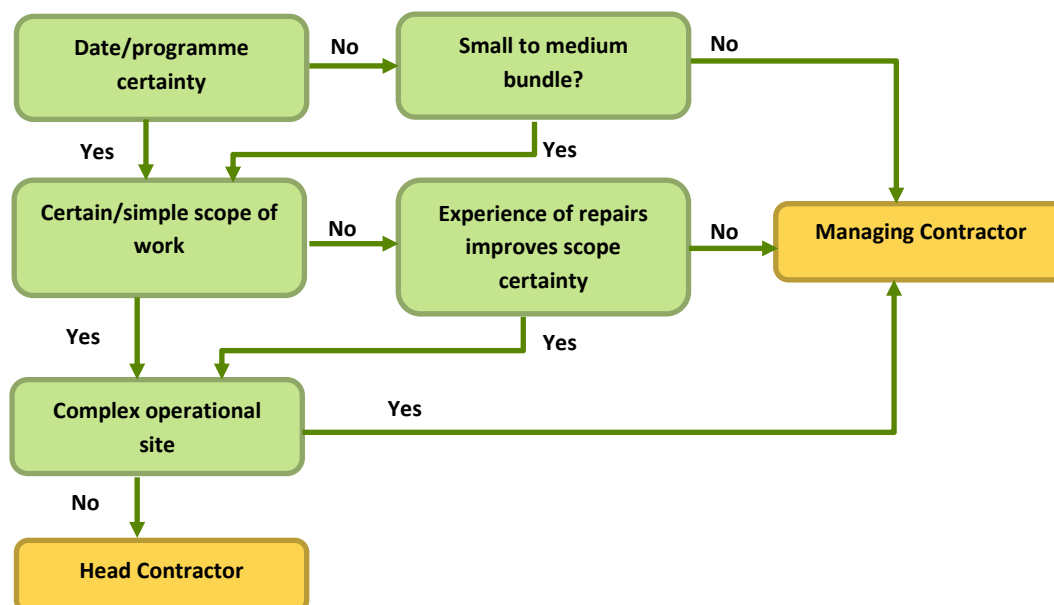 Date/programme
certainty
No
Small to medium
bundle?
No
Yes
Yes
Certain/simple scope of
work
No
Experience of repairs
improves scope
certainty
No
Managing Contractor
Yes
Yes
Complex operational
site
Yes
No
Head Contractor